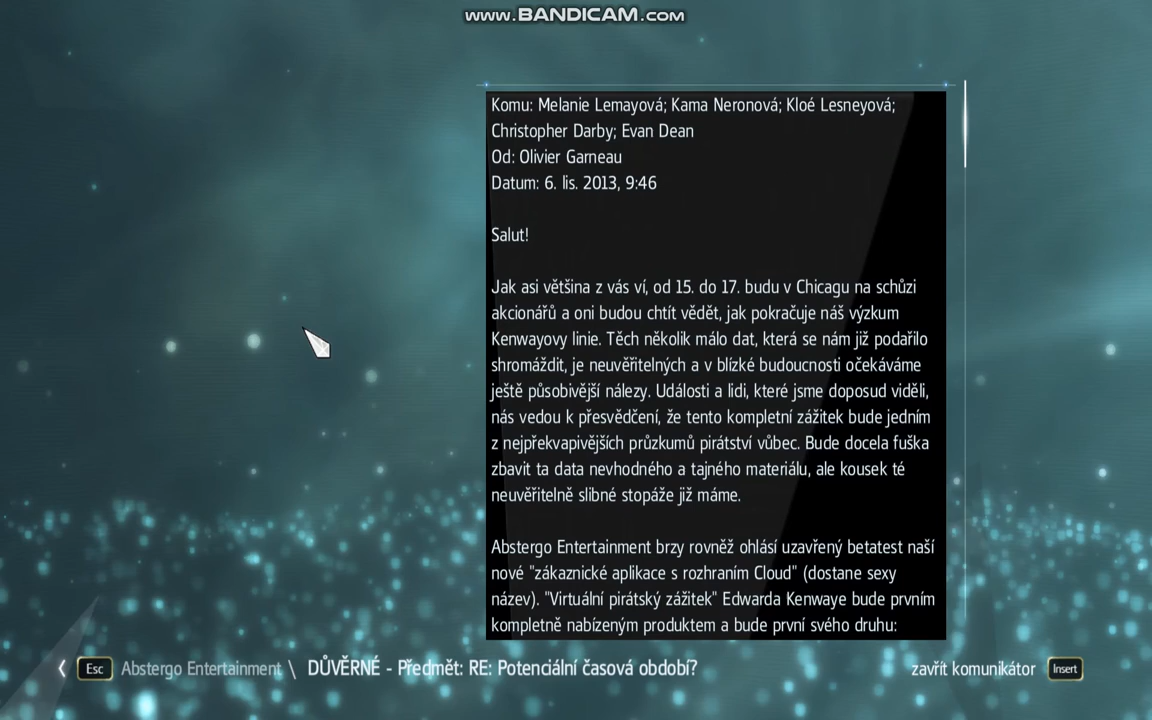 www.BANDICAM.com
Komu: Melanie Lemayová; Kama Neronová; Kloé Lesneyová;
Christopher Darby; Evan Dean
Od: Olivier Garneau
Datum: 6. lis. 2013, 9:46
Salut!
Jak asi většina z vás ví, od 15. do 17. budu v Chicagu na schůzi
akcionářů a oni budou chtít vědět, jak pokračuje náš výzkum
Kenwayovy linie. Těch několik málo dat, která se nám již podařilo
shromáždit, je neuvěřitelných a v blízké budoucnosti očekáváme
ještě působivější nálezy. Události a lidi, které jsme doposud viděli,
nás vedou k přesvědčení, že tento kompletní zážitek bude jedním
z nejpřekvapivějších průzkumů pirátství vůbec. Bude docela fuška
zbavit ta data nevhodného a tajného materiálu, ale kousek té
neuvěřitelně slibné stopáže již máme.
Abstergo Entertainment brzy rovněž ohlásí uzavřený betatest naší
nové "zákaznické aplikace s rozhraním Cloud" (dostane sexy
název). "Virtuální pirátský zážitek" Edwarda Kenwaye bude prvním
kompletně nabízeným produktem a bude první svého druhu:
Esc Abstergo Entertainment \ DŮVĚRNÉ - Předmět: RE: Potenciální časová období? zavřít komunikátor Insert